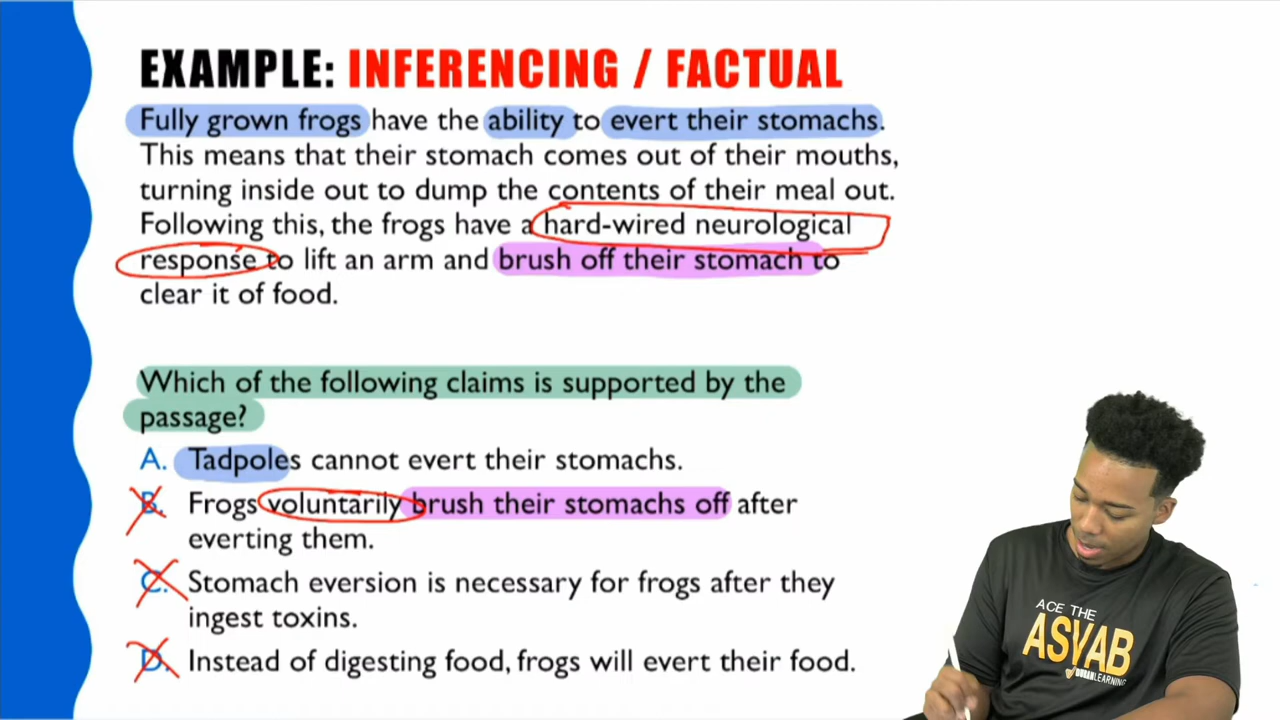 EXAMPLE: INFERENCING / FACTUAL
Fully grown frogs have the ability to evert their stomachs.
This means that their stomach comes out of their mouths,
turning inside out to dump the contents of their meal out.
Following this, the frogs have a hard-wired neurological
response to lift an arm and brush off their stomach to
clear it of food.
Which of the following claims is supported by the
passage?
A. Tadpoles cannot evert their stomachs.
B. Frogs voluntarily brush their stomachs off after
everting them.
C. Stomach eversion is necessary for frogs after they
ingest toxins.
D. Instead of digesting food, frogs will evert their food.
ACE THE
ASVAB
DURANLEARNING